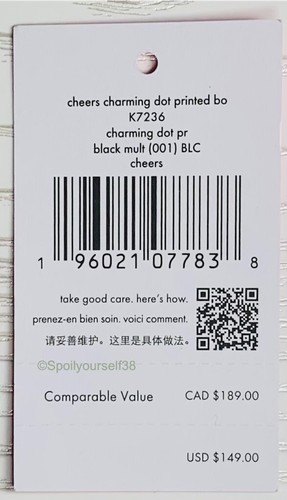 cheers charming dot printed bo
K7236
charming dot pr
black mult (001) BLC
cheers
1 96021 07783 8
take good care. here's how.
prenez-en bien soin. voici comment.
请妥善维护。这里是具体做法。
©Spoilyourself38
Comparable Value CAD $189.00
USD $149.00